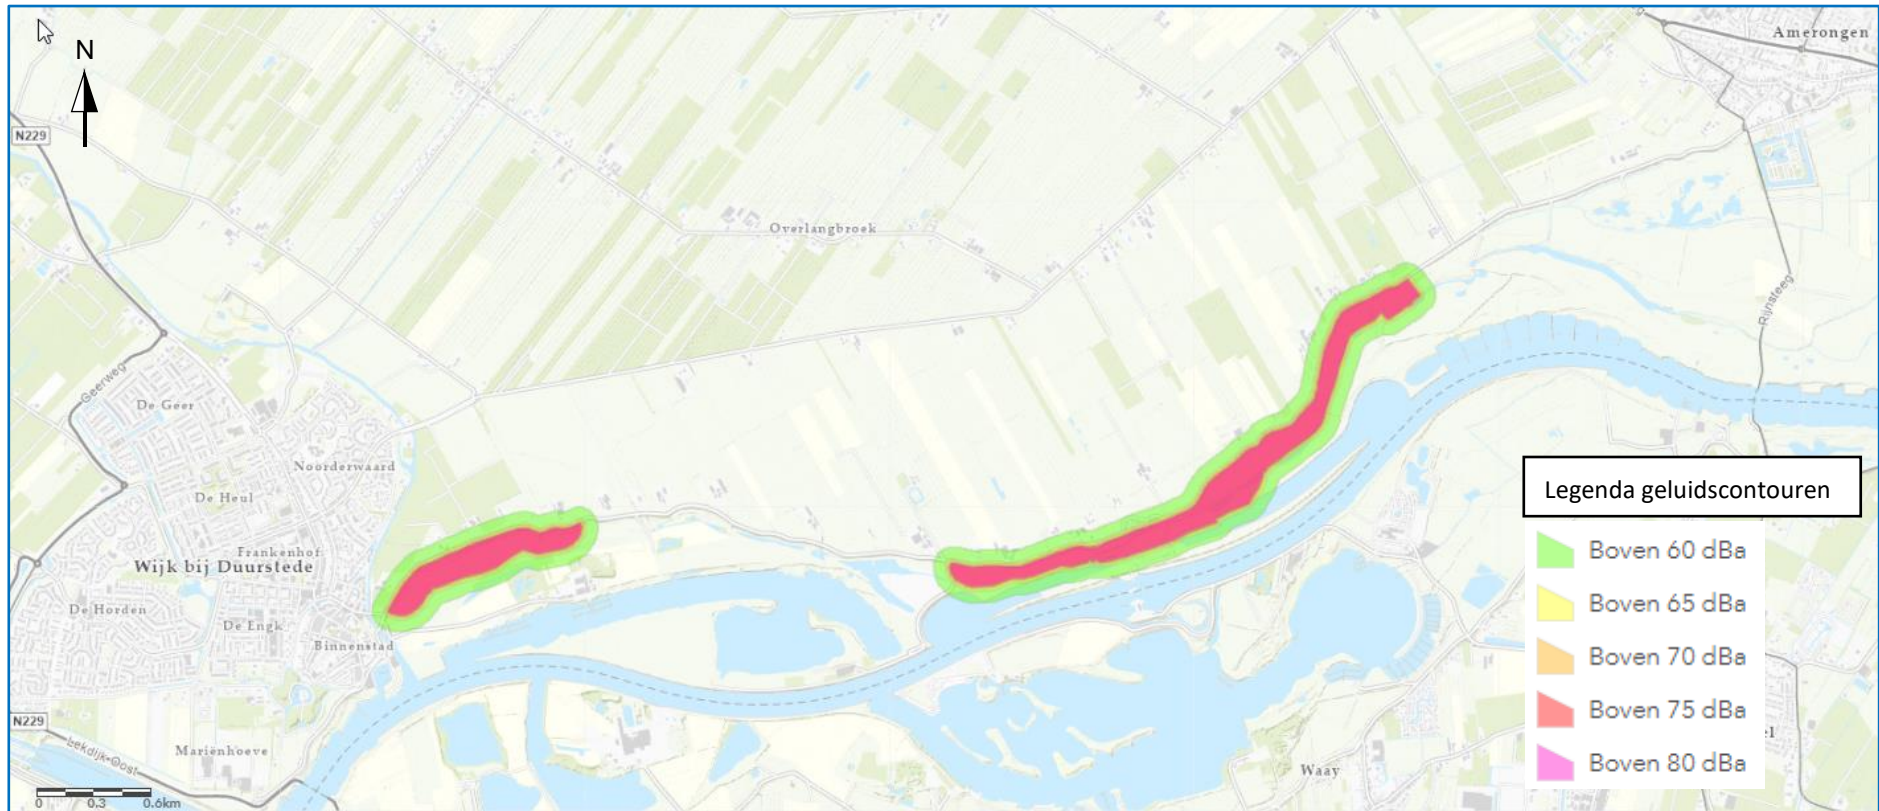 Amerongen
N
N229
Overlangbroek
Rijnsteeg
Geerweg
De Geer
Noorderwaard
De Heul
Legenda geluidscontouren
Frankenhof
Wijk bij Duurstede
Boven 60 dBa
De Horden
Boven 65 dBa
De Engk
Binnenstad
Boven 70 dBa
Boven 75 dBa
N229
el
Lekdijk-Oost
Mariënhoeve
Waay
Boven 80 dBa
0 0.3 0.6km